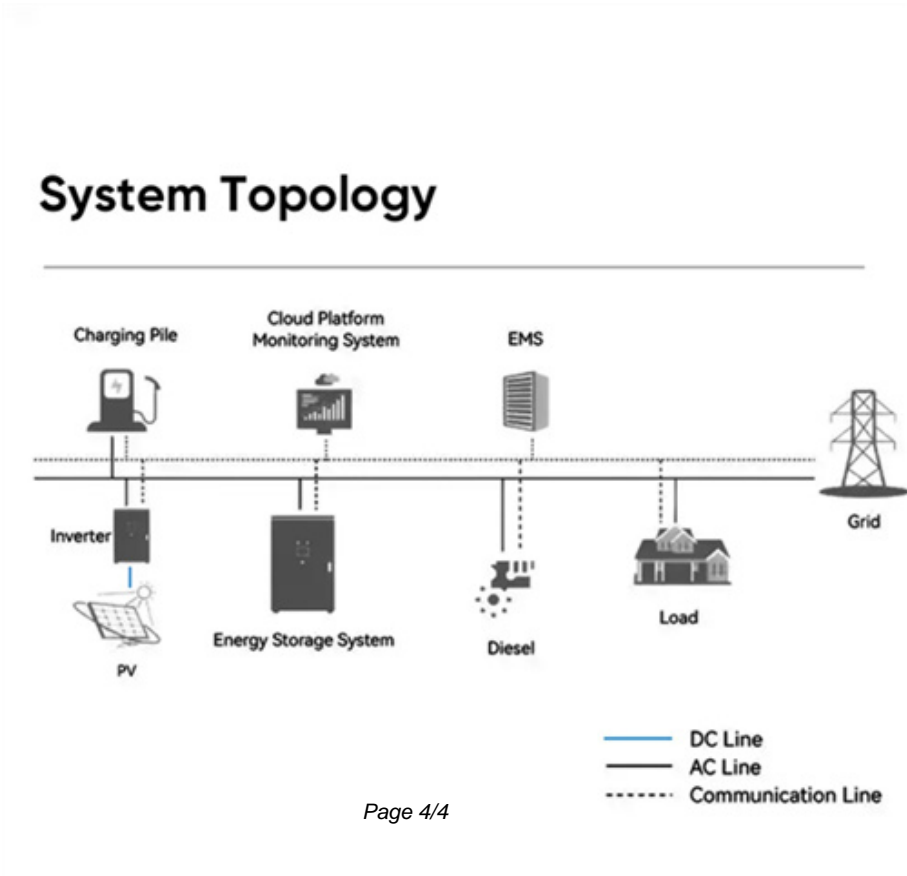 System Topology
Charging Pile
Cloud Platform
Monitoring System
EMS
Grid
Inverter
Load
Energy Storage System
Diesel
PV
DC Line
AC Line
Communication Line
Page 4/4